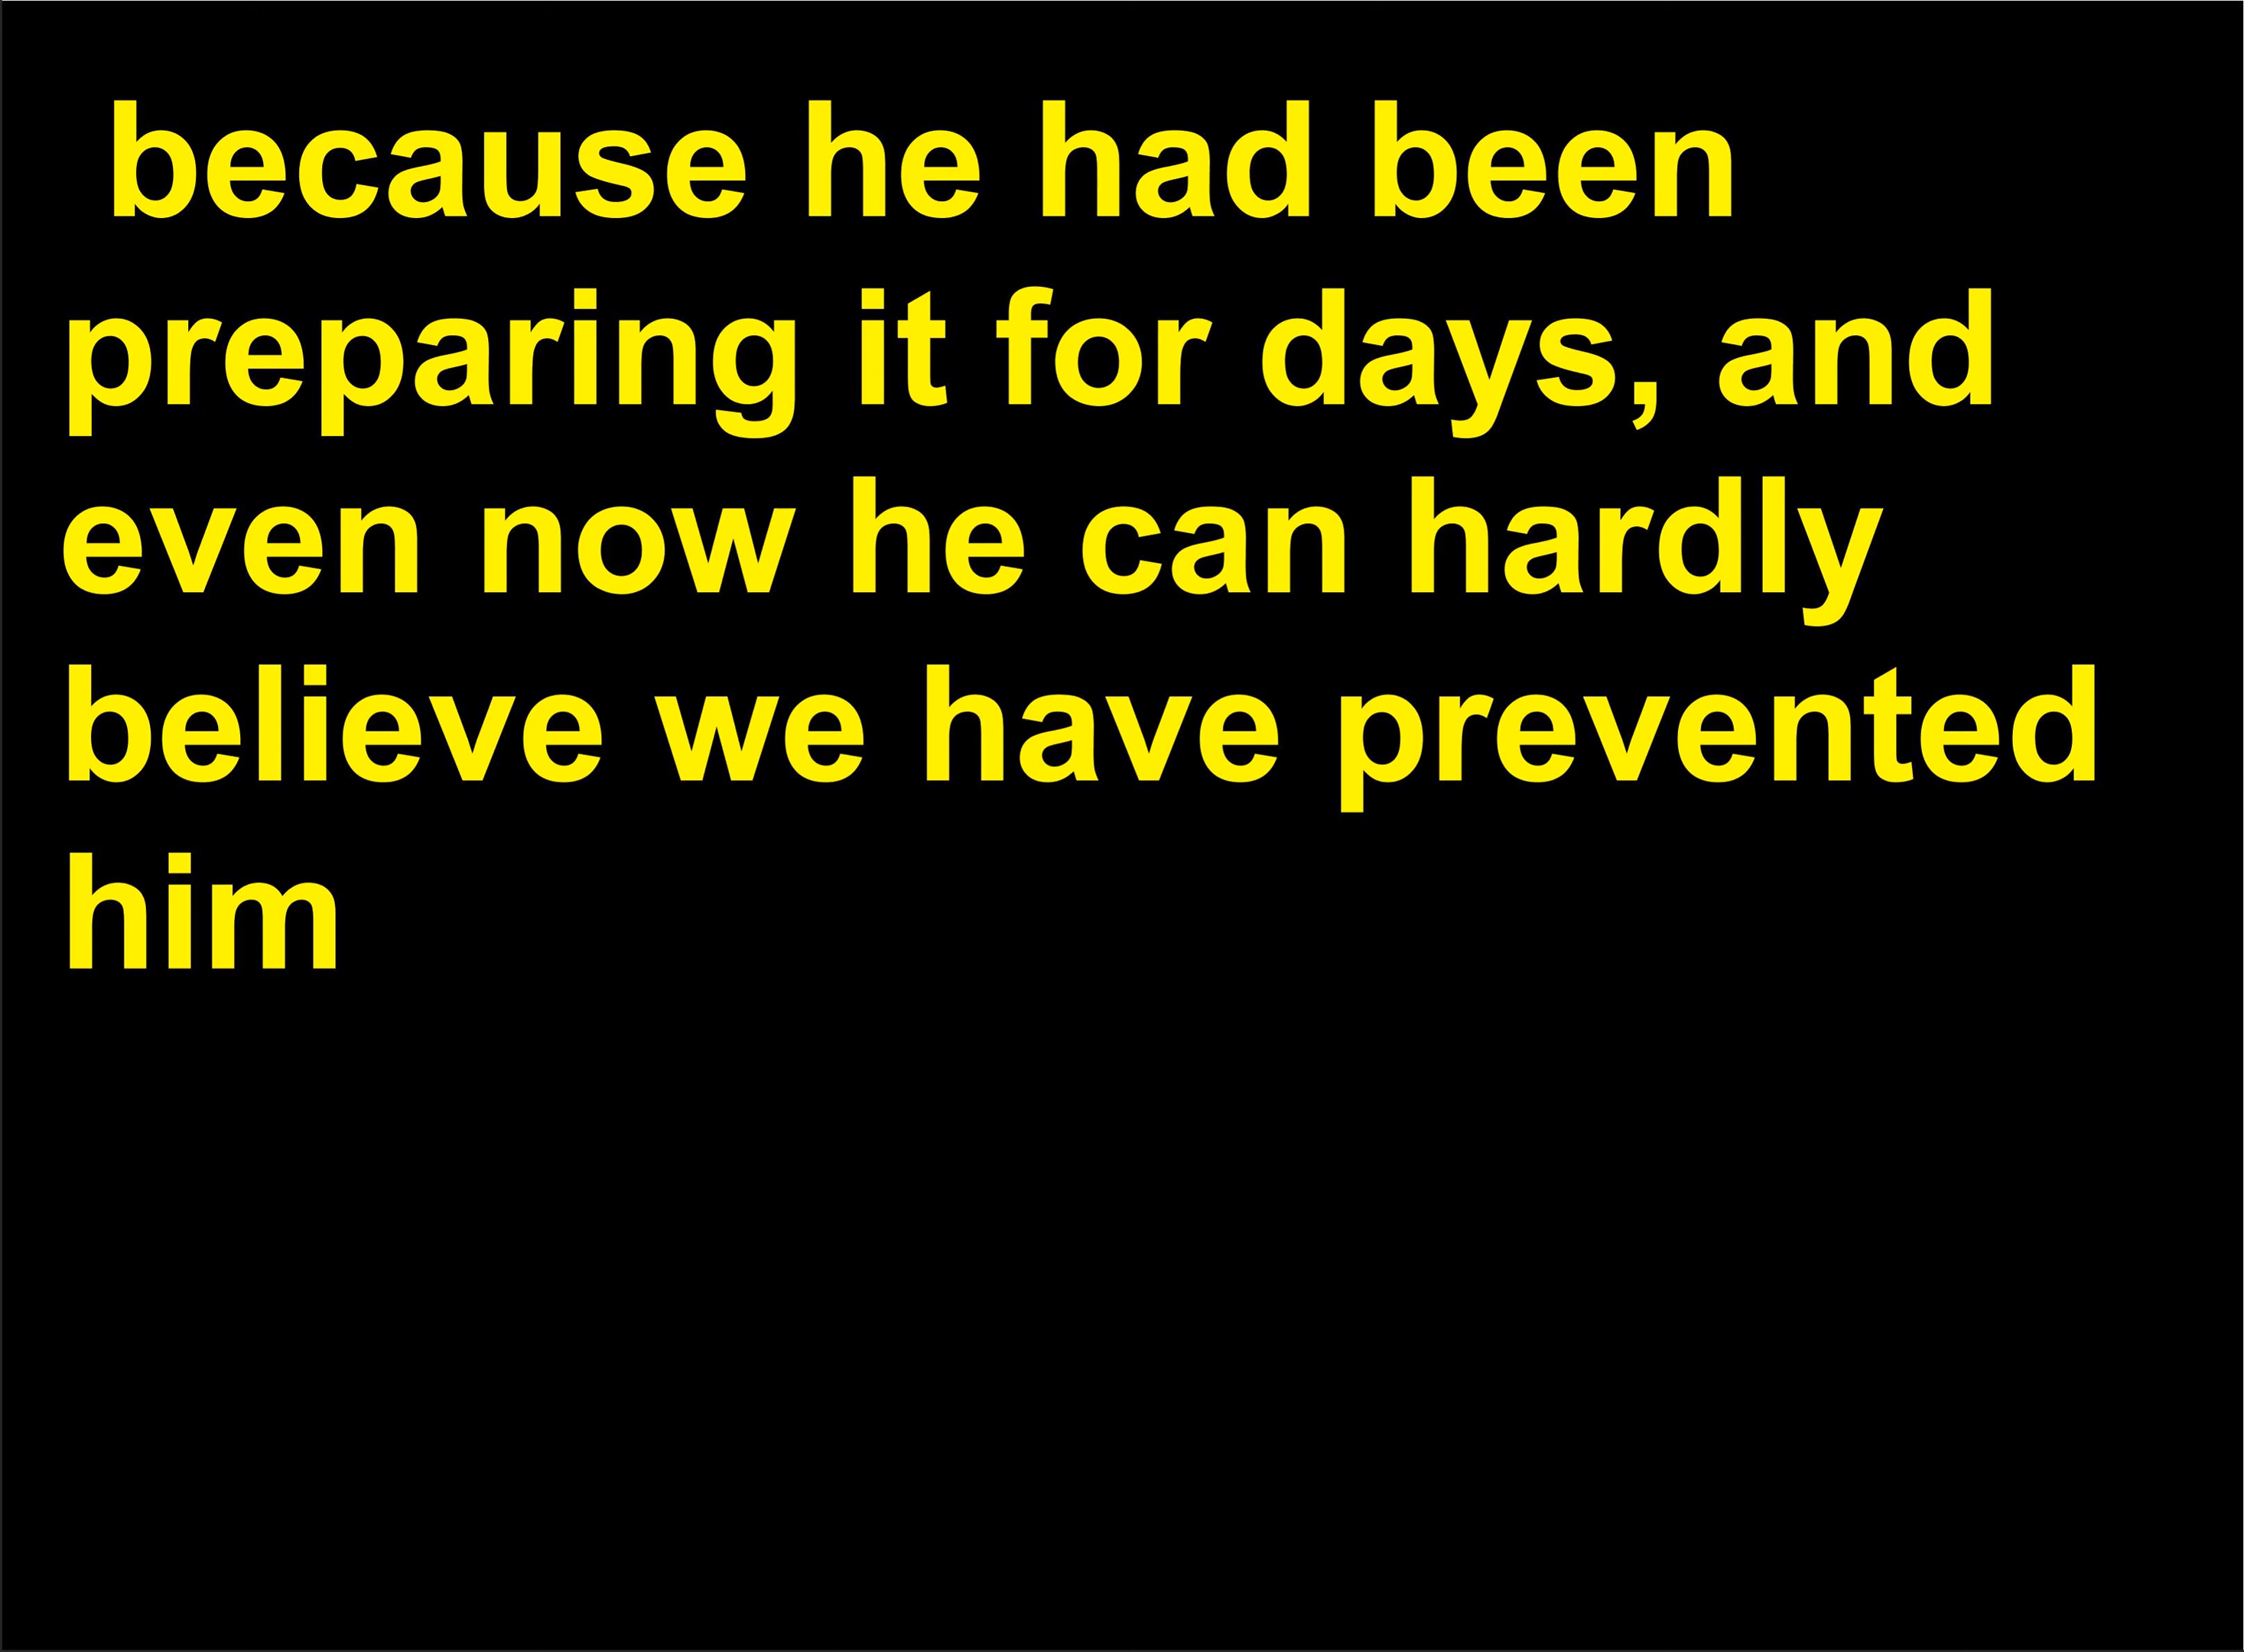 because he had been
preparing it for days, and
even now he can hardly
believe we have prevented
him